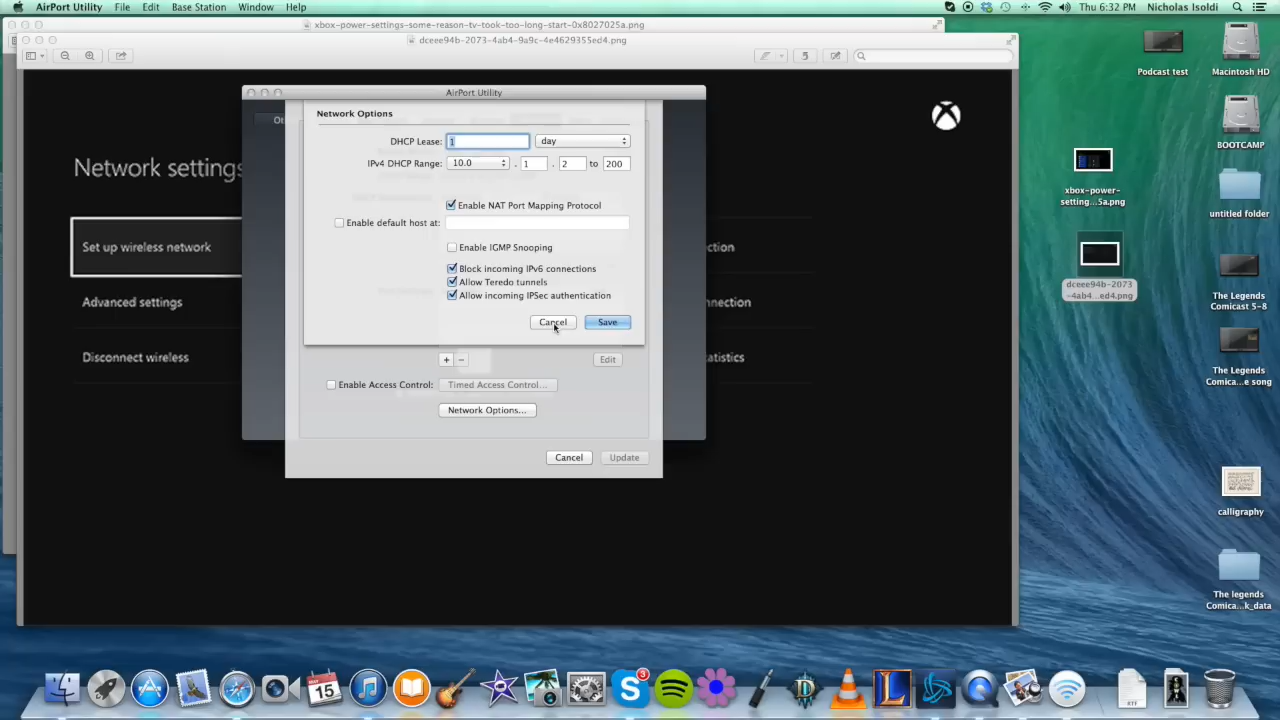 AirPort Utility File Edit Base Station Window Help
Thu 6:32 PM Nicholas Isoldi
xbox-power-settings-some-reason-tv-took-too-long-start-0x8027025a.png
dceee94b-2073-4ab4-9a9c-4e4629355ed4.png
5
AirPort Utility
Network Options
DHCP Lease: 1 day
IPv4 DHCP Range: 10.0 . 1 . 2 to 200
Enable NAT Port Mapping Protocol
Enable default host at:
Enable IGMP Snooping
Block incoming IPv6 connections
Allow Teredo tunnels
Allow incoming IPSec authentication
Cancel Save
+ − Edit
Enable Access Control: Timed Access Control...
Network Options...
Cancel Update
Network settings
Set up wireless network
Advanced settings
Disconnect wireless
Podcast test
Macintosh HD
BOOTCAMP
xbox-power-
setting...5a.png
untitled folder
dceee94b-2073
-4ab4...ed4.png
The Legends
Comicast 5-8
The Legends
Comica...e song
calligraphy
The legends
Comica...k_data
MAY
15
3
RTF